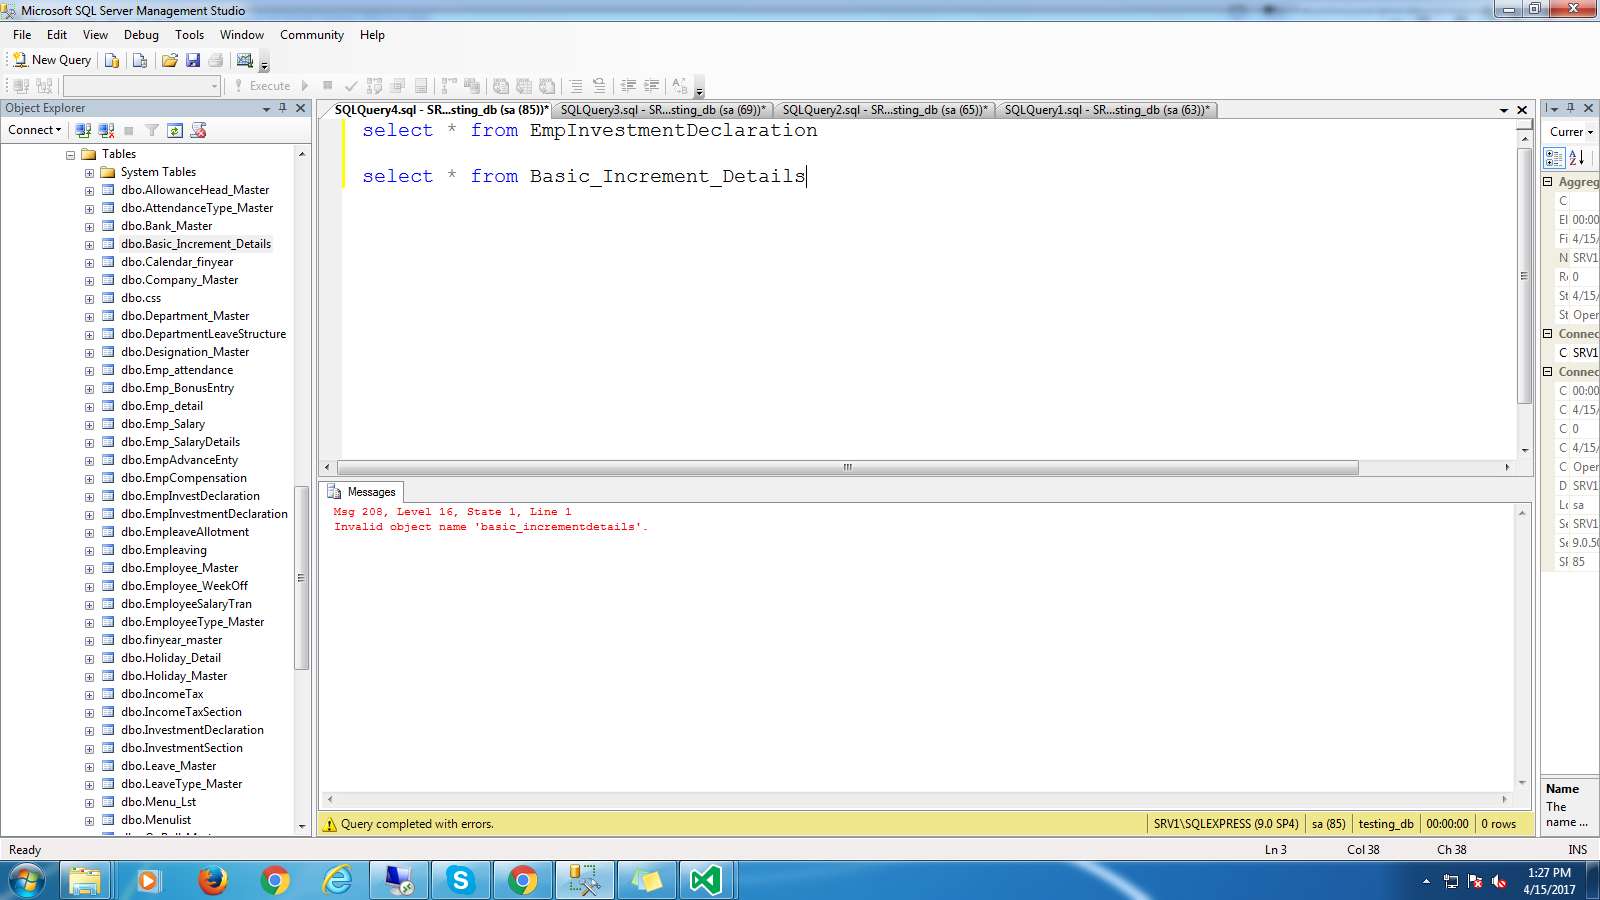 Microsoft SQL Server Management Studio
File Edit View Debug Tools Window Community Help
New Query
Execute
Object Explorer
Connect
Tables
System Tables
dbo.AllowanceHead_Master
dbo.AttendanceType_Master
dbo.Bank_Master
dbo.Basic_Increment_Details
dbo.Calendar_finyear
dbo.Company_Master
dbo.css
dbo.Department_Master
dbo.DepartmentLeaveStructure
dbo.Designation_Master
dbo.Emp_attendance
dbo.Emp_BonusEntry
dbo.Emp_detail
dbo.Emp_Salary
dbo.Emp_SalaryDetails
dbo.EmpAdvanceEnty
dbo.EmpCompensation
dbo.EmpInvestDeclaration
dbo.EmpInvestmentDeclaration
dbo.EmpleaveAllotment
dbo.Empleaving
dbo.Employee_Master
dbo.Employee_WeekOff
dbo.EmployeeSalaryTran
dbo.EmployeeType_Master
dbo.finyear_master
dbo.Holiday_Detail
dbo.Holiday_Master
dbo.IncomeTax
dbo.IncomeTaxSection
dbo.InvestmentDeclaration
dbo.InvestmentSection
dbo.Leave_Master
dbo.LeaveType_Master
dbo.Menu_Lst
dbo.Menulist
SQLQuery4.sql - SR...sting_db (sa (85))* SQLQuery3.sql - SR...sting_db (sa (69))* SQLQuery2.sql - SR...sting_db (sa (65))* SQLQuery1.sql - SR...sting_db (sa (63))*
select * from EmpInvestmentDeclaration
select * from Basic_Increment_Details
Messages
Msg 208, Level 16, State 1, Line 1
Invalid object name 'basic_incrementdetails'.
Query completed with errors. SRV1\SQLEXPRESS (9.0 SP4) sa (85) testing_db 00:00:00 0 rows
Currer
Aggreg
C
El 00:00
Fi 4/15/
N SRV1
R 0
St 4/15/
St Oper
Connec
C SRV1
Connec
C 00:00
C 4/15/
C 0
C 4/15/
C Oper
D SRV1
Lo sa
Se SRV1
Se 9.0.50
SF 85
Name
The
name ...
Ready Ln 3 Col 38 Ch 38 INS
1:27 PM
4/15/2017